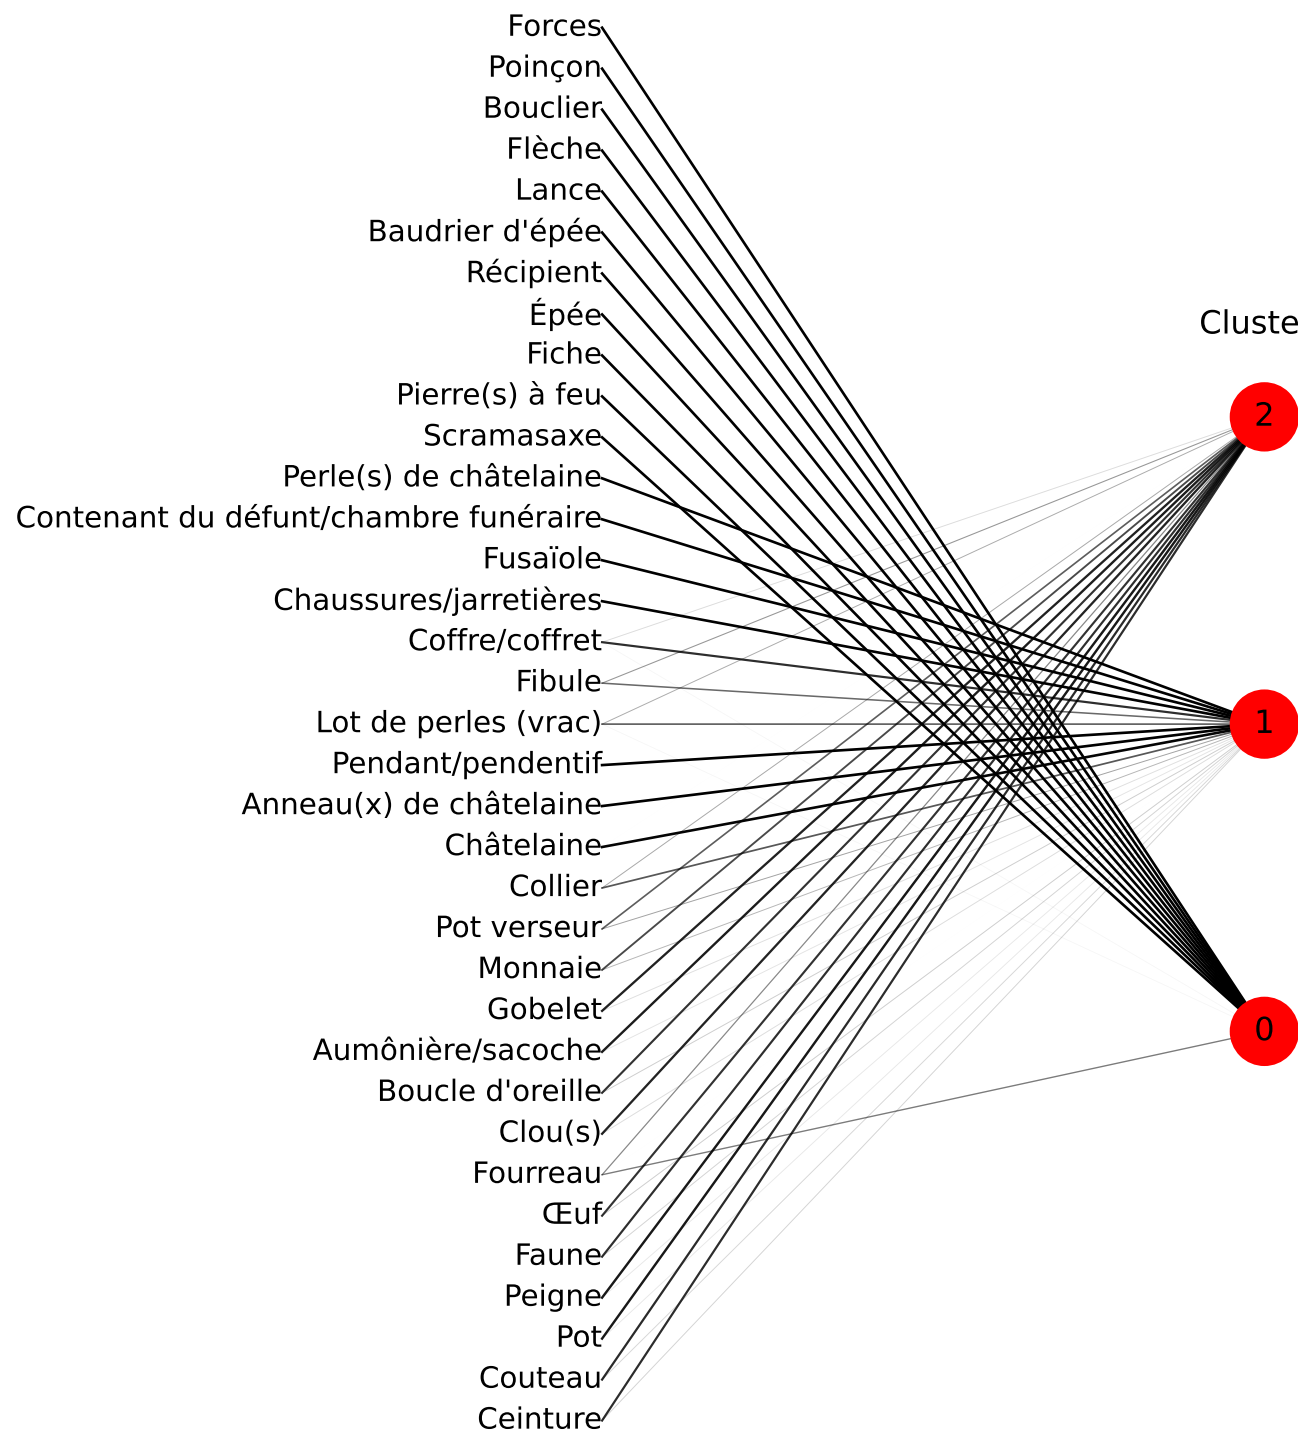 Forces
Poinçon
Bouclier
Flèche
Lance
Baudrier d'épée
Récipient
Épée
Fiche
Pierre(s) à feu
Scramasaxe
Perle(s) de châtelaine
Contenant du défunt/chambre funéraire
Fusaïole
Chaussures/jarretières
Coffre/coffret
Fibule
Lot de perles (vrac)
Pendant/pendentif
Anneau(x) de châtelaine
Châtelaine
Collier
Pot verseur
Monnaie
Gobelet
Aumônière/sacoche
Boucle d'oreille
Clou(s)
Fourreau
Œuf
Faune
Peigne
Pot
Couteau
Ceinture
Cluste
2
1
0